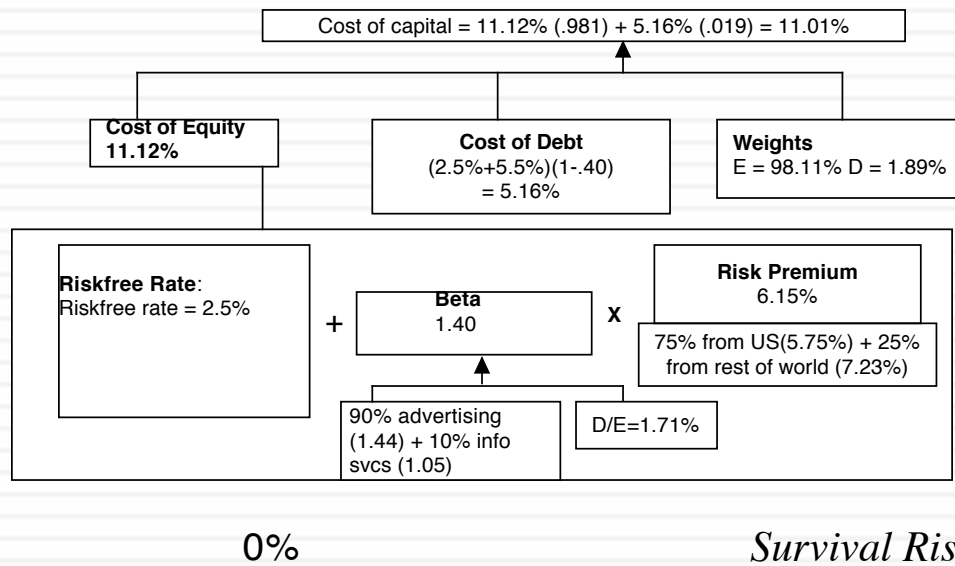 Cost of capital = 11.12% (.981) + 5.16% (.019) = 11.01%
Cost of Equity
11.12%
Cost of Debt
(2.5%+5.5%)(1-.40)
= 5.16%
Weights
E = 98.11% D = 1.89%
Riskfree Rate:
Riskfree rate = 2.5%
+
Beta
1.40
X
Risk Premium
6.15%
75% from US(5.75%) + 25%
from rest of world (7.23%)
90% advertising
(1.44) + 10% info
svcs (1.05)
D/E=1.71%
0%
Survival Ris